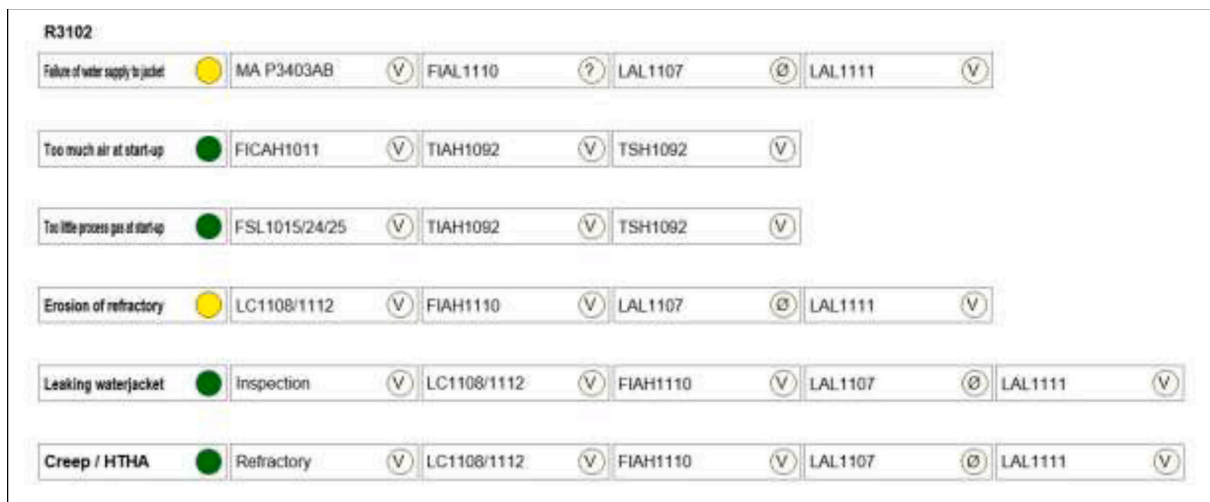 R3102
Failure of water supply to jacket MA P3403AB V FIAL1110 ? LAL1107 Ø LAL1111 V
Too much air at start-up FICAH1011 V TIAH1092 V TSH1092 V
Too little process gas at start-up FSL1015/24/25 V TIAH1092 V TSH1092 V
Erosion of refractory LC1108/1112 V FIAH1110 V LAL1107 Ø LAL1111 V
Leaking waterjacket Inspection V LC1108/1112 V FIAH1110 V LAL1107 Ø LAL1111 V
Creep / HTHA Refractory V LC1108/1112 V FIAH1110 V LAL1107 Ø LAL1111 V